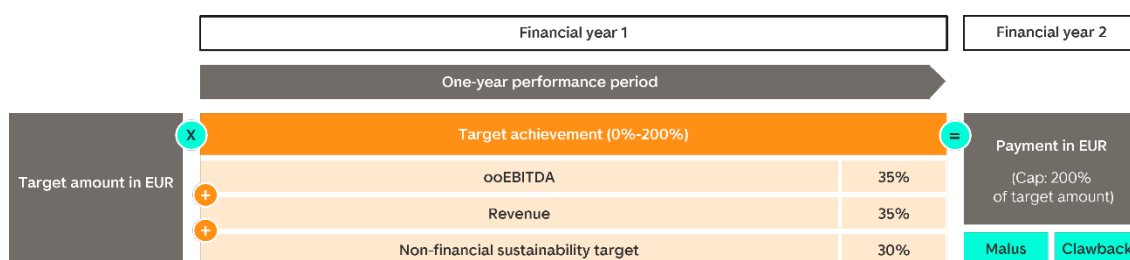 Financial year 1
Financial year 2
One-year performance period
Target amount in EUR
X
Target achievement (0%-200%)
=
Payment in EUR
(Cap: 200%
of target amount)
ooEBITDA
35%
+
Revenue
35%
+
Non-financial sustainability target
30%
Malus
Clawback